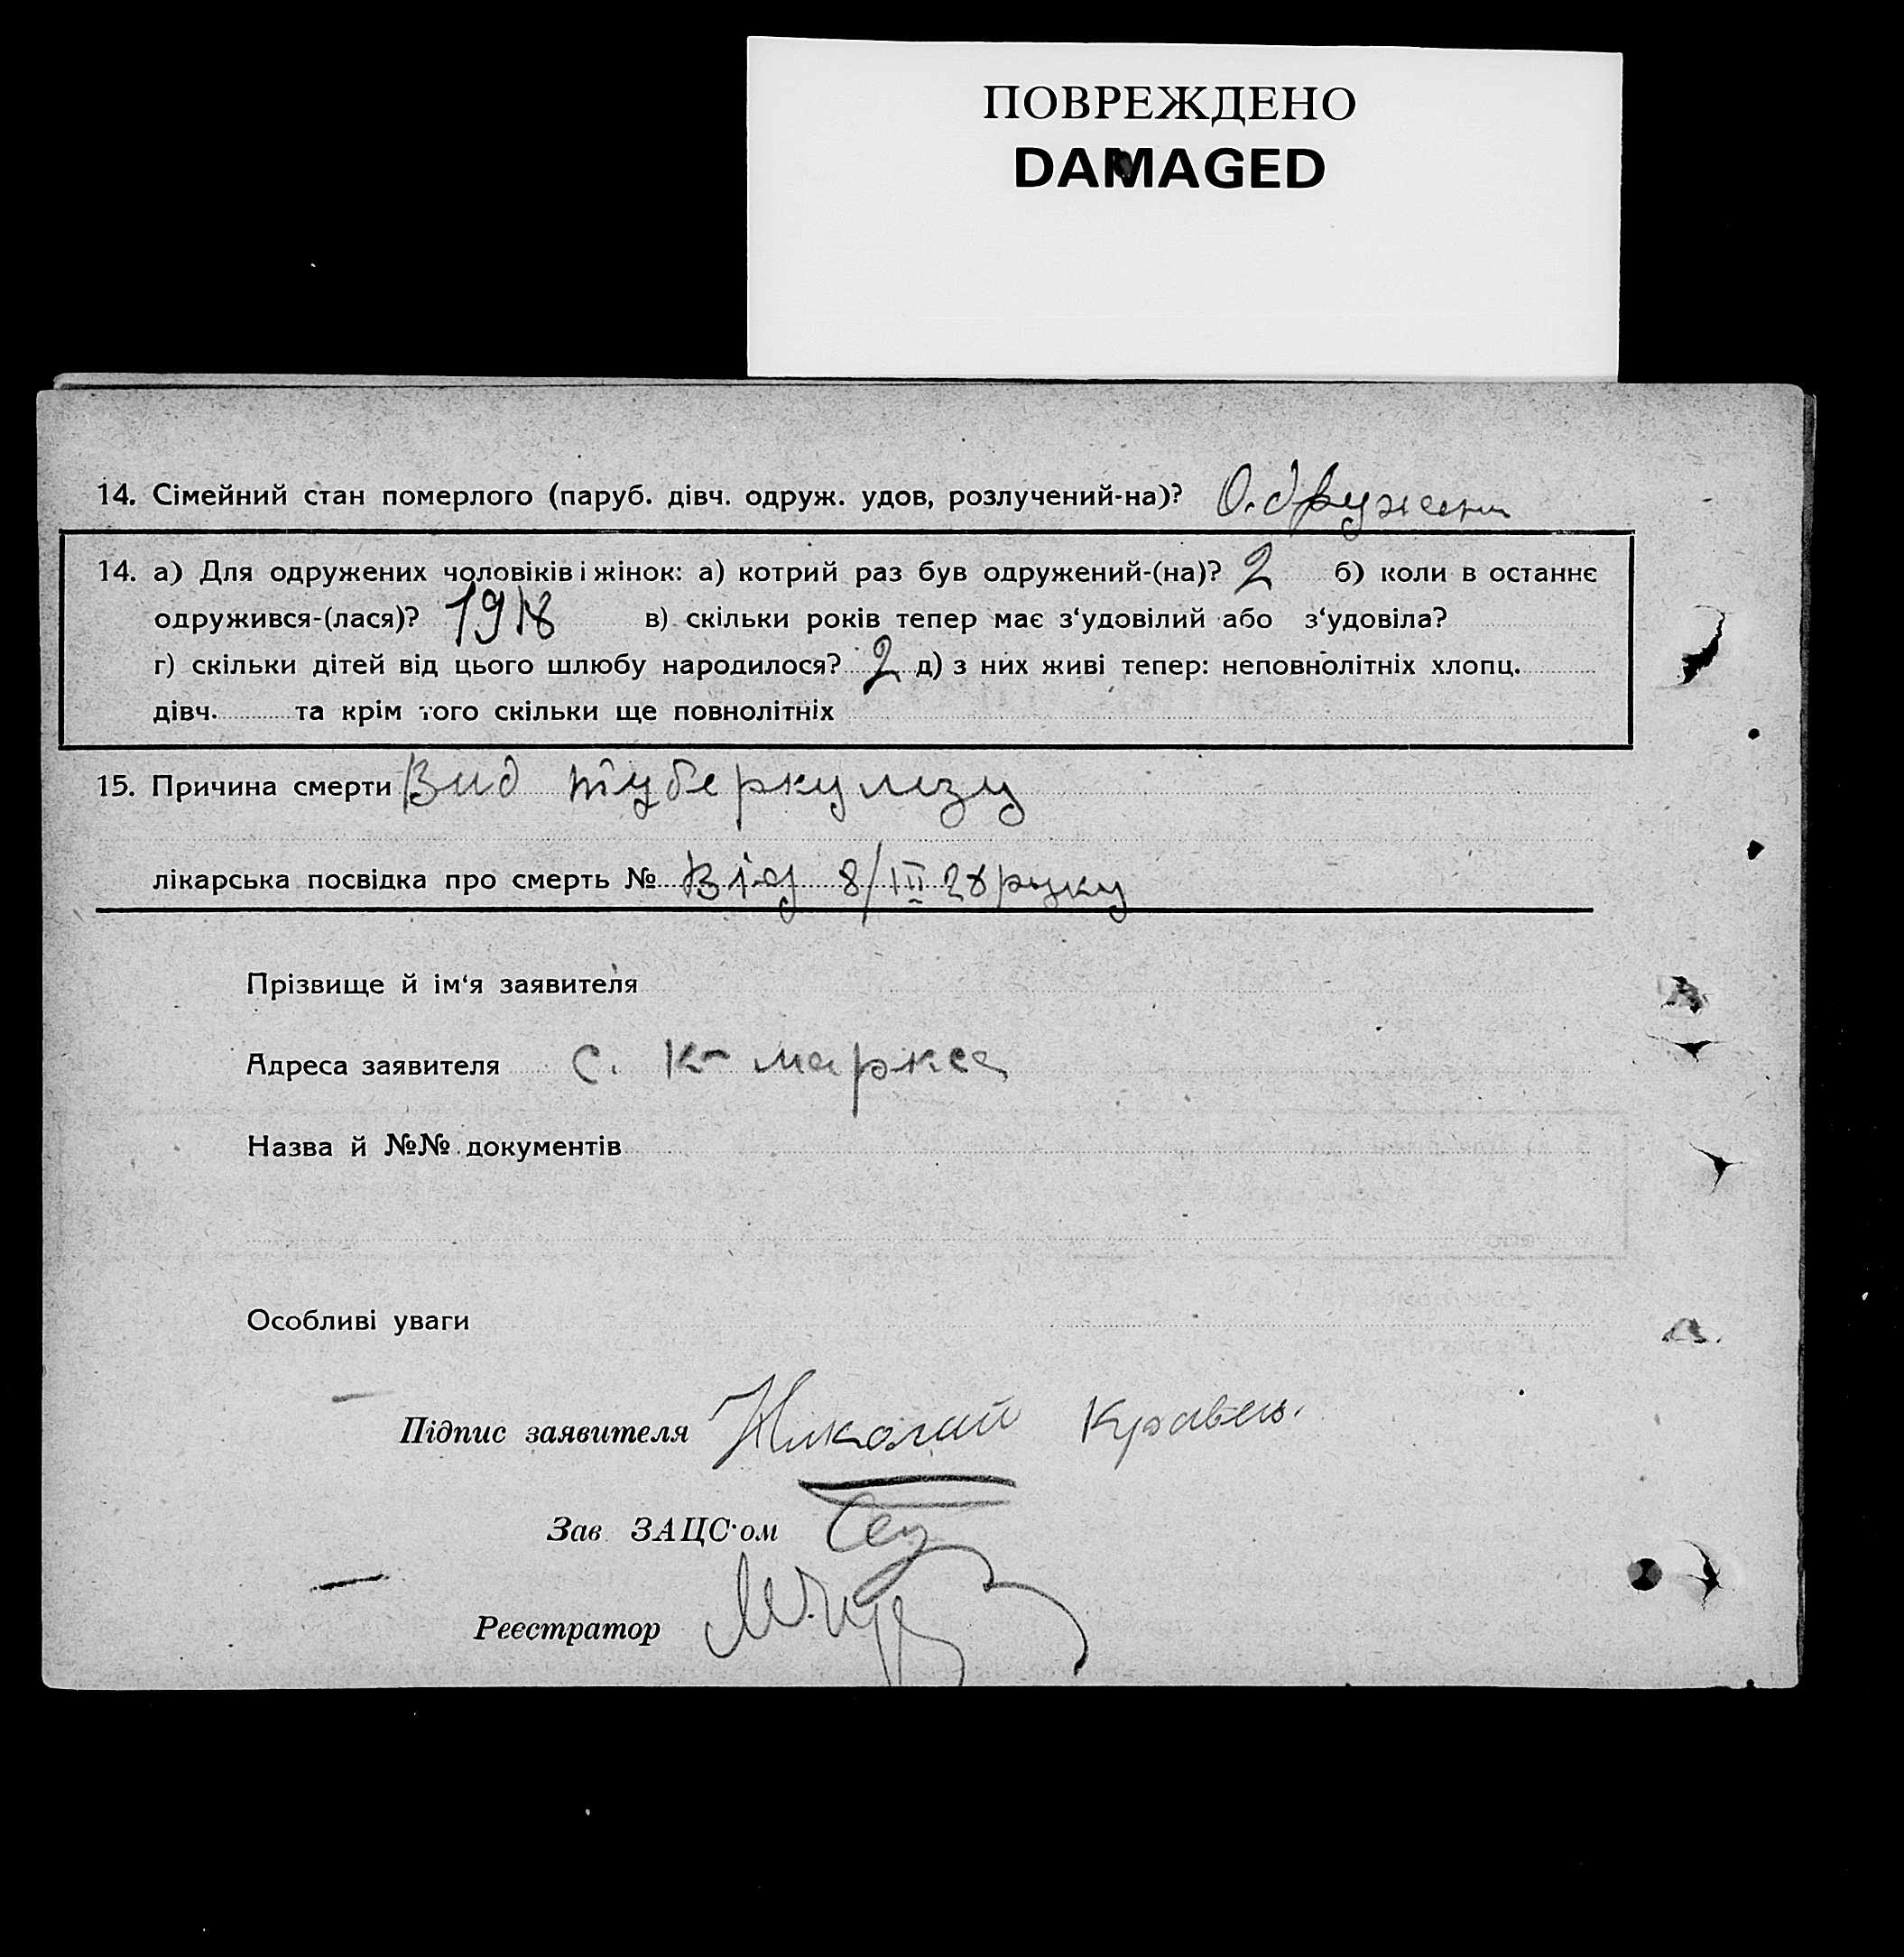 ПОВРЕЖДЕНО
DAMAGED
14. Сімейний стан померлого (паруб. дівч. одруж. удов, розлучений-на)? Одружени
14. а) Для одружених чоловіків і жінок: а) котрий раз був одружений-(на)? 2 б) коли в останнє
одружився-(лася)? 1918 в) скільки років тепер має з‘удовілий або з‘удовіла?
г) скільки дітей від цього шлюбу народилося? 2 д) з них живі тепер: неповнолітніх хлопц.
дівч. та крім того скільки ще повнолітніх
15. Причина смерти Вид туберкулезу
лікарська посвідка про смерть № Від 8/III 28 року
Прізвище й ім‘я заявителя
Адреса заявителя с. К-маркса
Назва й №№ документів
Особливі уваги
Підпис заявителя Николай Кравец.
Зав ЗАЦС·ом
Реєстратор